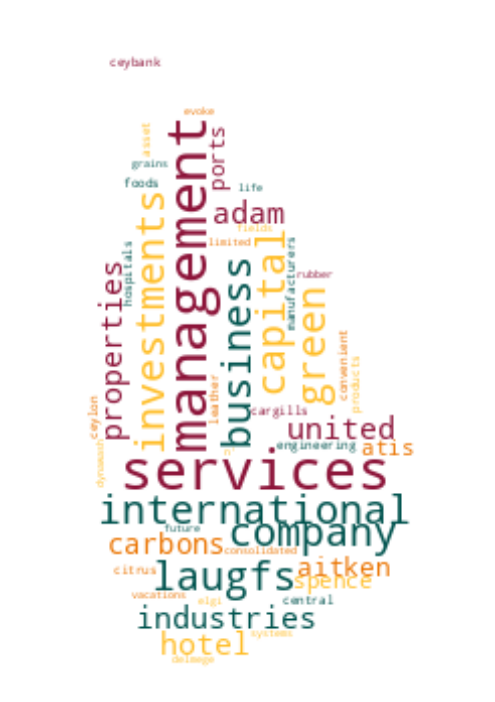 ceybank
evoke
asset
management
ports
grains
foods
life
investments
adam
fields
limited
capital
manufacturers
hospitals
business
properties
rubber
green
convenient
products
leather
ceylon
cargills
united
engineering
atis
dynawash
services
international
future
company
carbons
consolidated
citrus
laugfs
aitken
spence
vacations
elgi
central
industries
hotel
systems
delmege